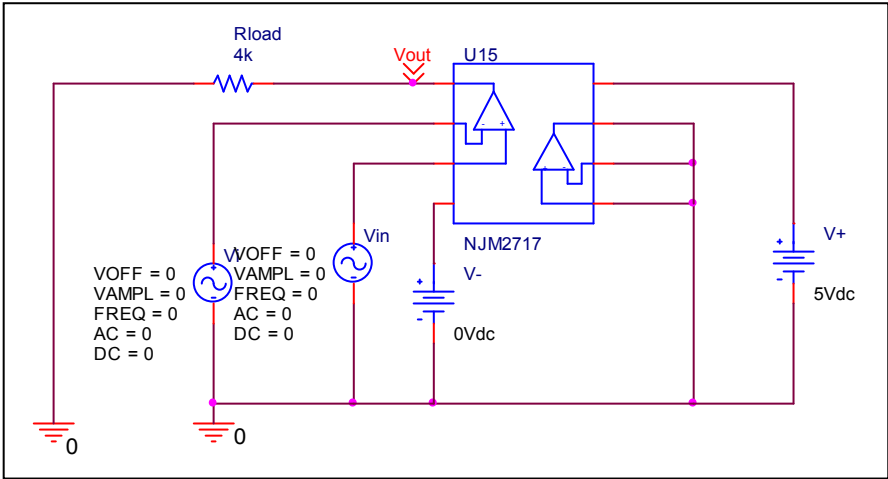 Rload
4k
Vout
U15
Vin
VOFF = 0
VAMPL = 0
FREQ = 0
AC = 0
DC = 0
VOFF = 0
VAMPL = 0
FREQ = 0
AC = 0
DC = 0
NJM2717
V-
0Vdc
V+
5Vdc
0
0